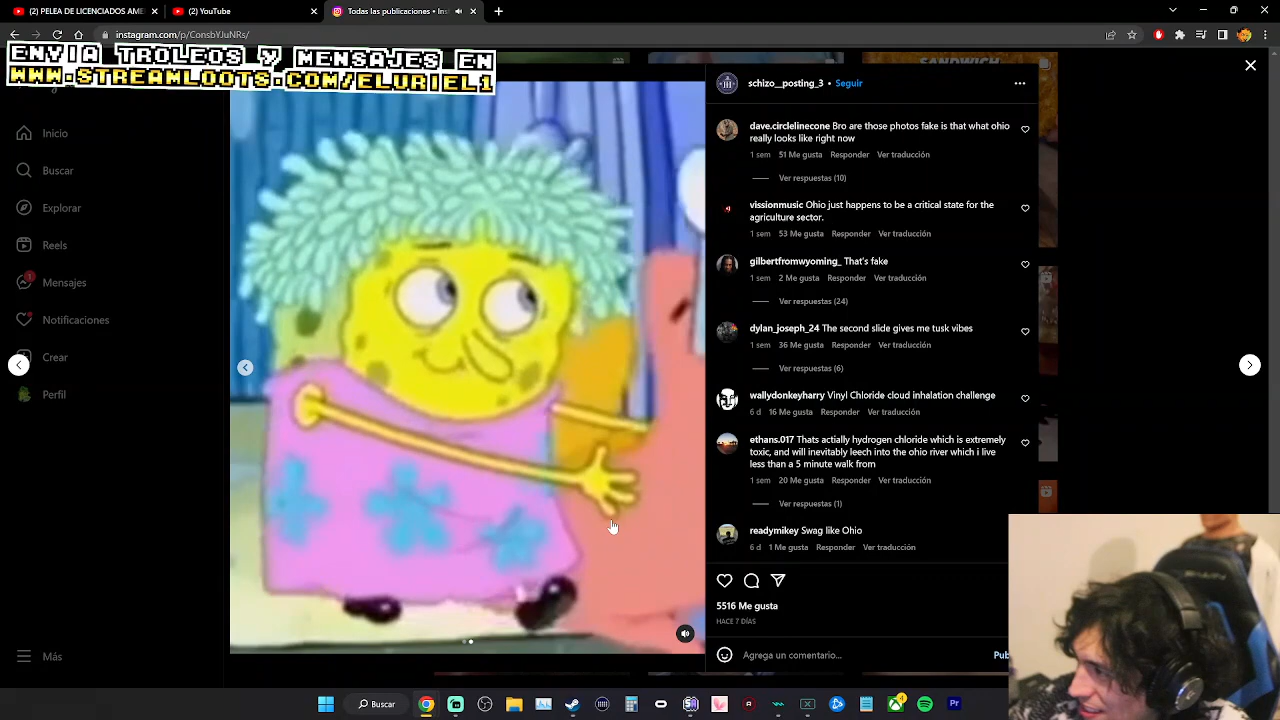 (2) PELEA DE LICENCIADOS AME
(2) YouTube
Todas las publicaciones • Ins
instagram.com/p/ConsbYJuNRs/
ENVIA TROLEOS Y MENSAJES EN
WWW.STREAMLOOTS.COM/ELURIEL1
SANDWICH
Inicio
Buscar
Explorar
Reels
1
Mensajes
Notificaciones
Crear
Perfil
Más
schizo__posting_3 • Seguir
dave.circlelinecone Bro are those photos fake is that what ohio
really looks like right now
1 sem 51 Me gusta Responder Ver traducción
Ver respuestas (10)
vissionmusic Ohio just happens to be a critical state for the
agriculture sector.
1 sem 53 Me gusta Responder Ver traducción
gilbertfromwyoming_ That's fake
1 sem 2 Me gusta Responder Ver traducción
Ver respuestas (24)
dylan_joseph_24 The second slide gives me tusk vibes
1 sem 36 Me gusta Responder Ver traducción
Ver respuestas (6)
wallydonkeyharry Vinyl Chloride cloud inhalation challenge
6 d 16 Me gusta Responder Ver traducción
ethans.017 Thats actially hydrogen chloride which is extremely
toxic, and will inevitably leech into the ohio river which i live
less than a 5 minute walk from
1 sem 20 Me gusta Responder Ver traducción
Ver respuestas (1)
readymikey Swag like Ohio
6 d 1 Me gusta Responder Ver traducción
5516 Me gusta
HACE 7 DÍAS
Agrega un comentario...
Pub
Buscar
4
Pr